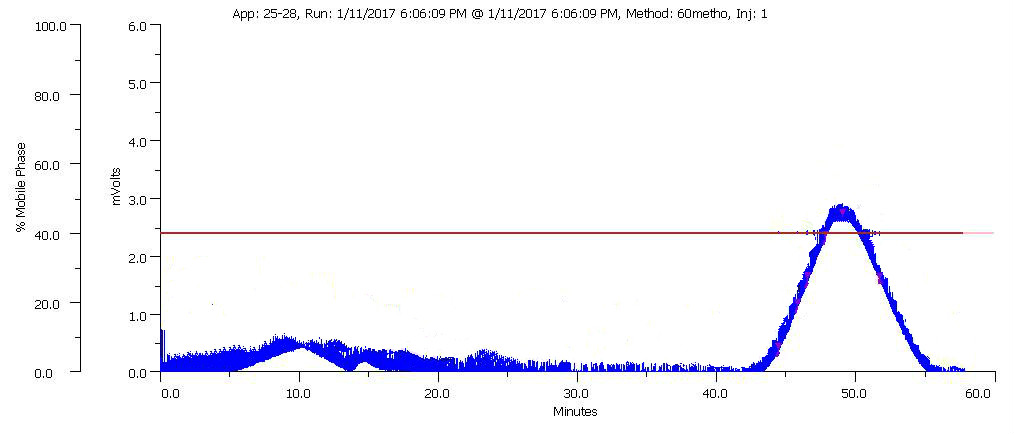 App: 25-28, Run: 1/11/2017 6:06:09 PM @ 1/11/2017 6:06:09 PM, Method: 60metho, Inj: 1
100.0
80.0
60.0
40.0
20.0
0.0
% Mobile Phase
6.0
5.0
4.0
3.0
2.0
1.0
0.0
mVolts
0.0 10.0 20.0 30.0 40.0 50.0 60.0
Minutes